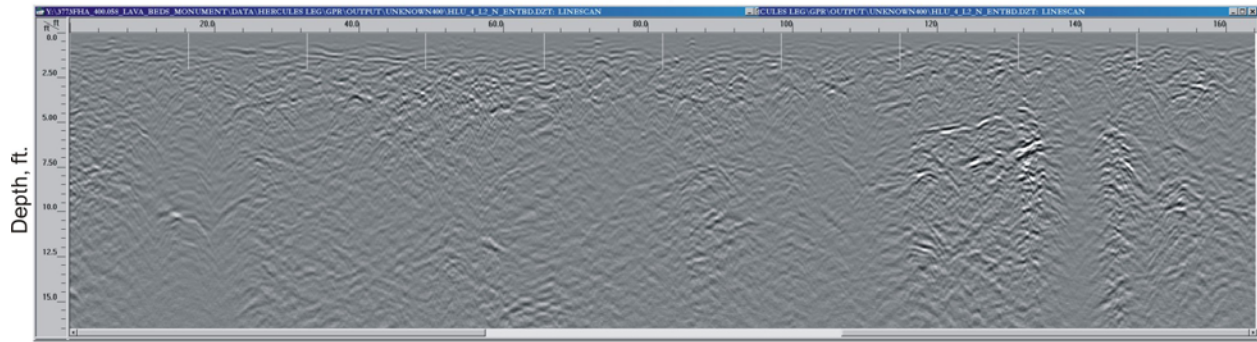 Y:\3773FHA_400.058_LAVA_BEDS_MONUMENT\DATA\HERCULES LEG\GPR\OUTPUT\UNKNOWN400\HLU_4_L2_N_ENTBD.DZT: LINESCAN
CULES LEG\GPR\OUTPUT\UNKNOWN400\HLU_4_L2_N_ENTBD.DZT: LINESCAN
ft / ft
20.0 40.0 60.0 80.0 100 120 140 160
0.0
2.50
5.00
7.50
10.0
12.5
15.0
Depth, ft.